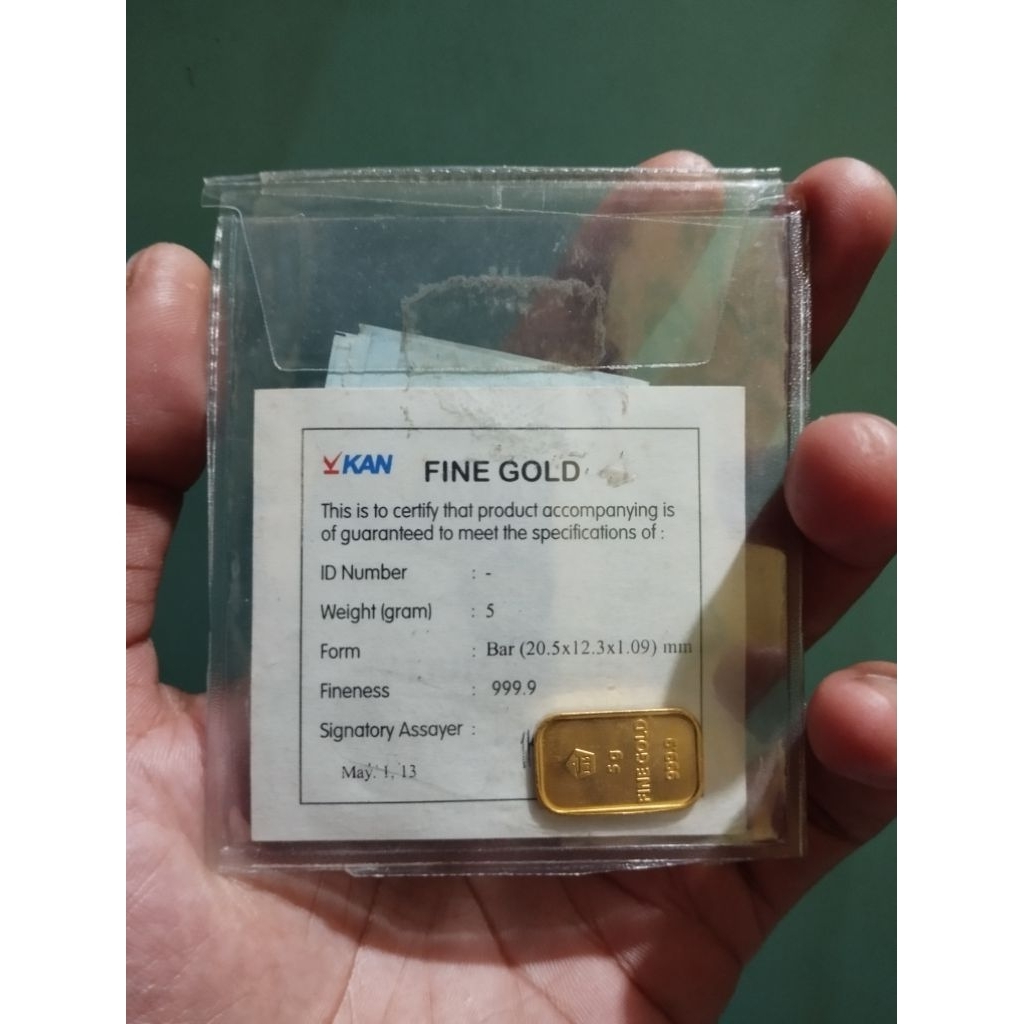 KAN FINE GOLD
This is to certify that product accompanying is
of guaranteed to meet the specifications of :
ID Number : -
Weight (gram) : 5
Form : Bar (20.5x12.3x1.09) mm
Fineness : 999.9
Signatory Assayer :
May. 1, 13
5g
FINE GOLD
999.9